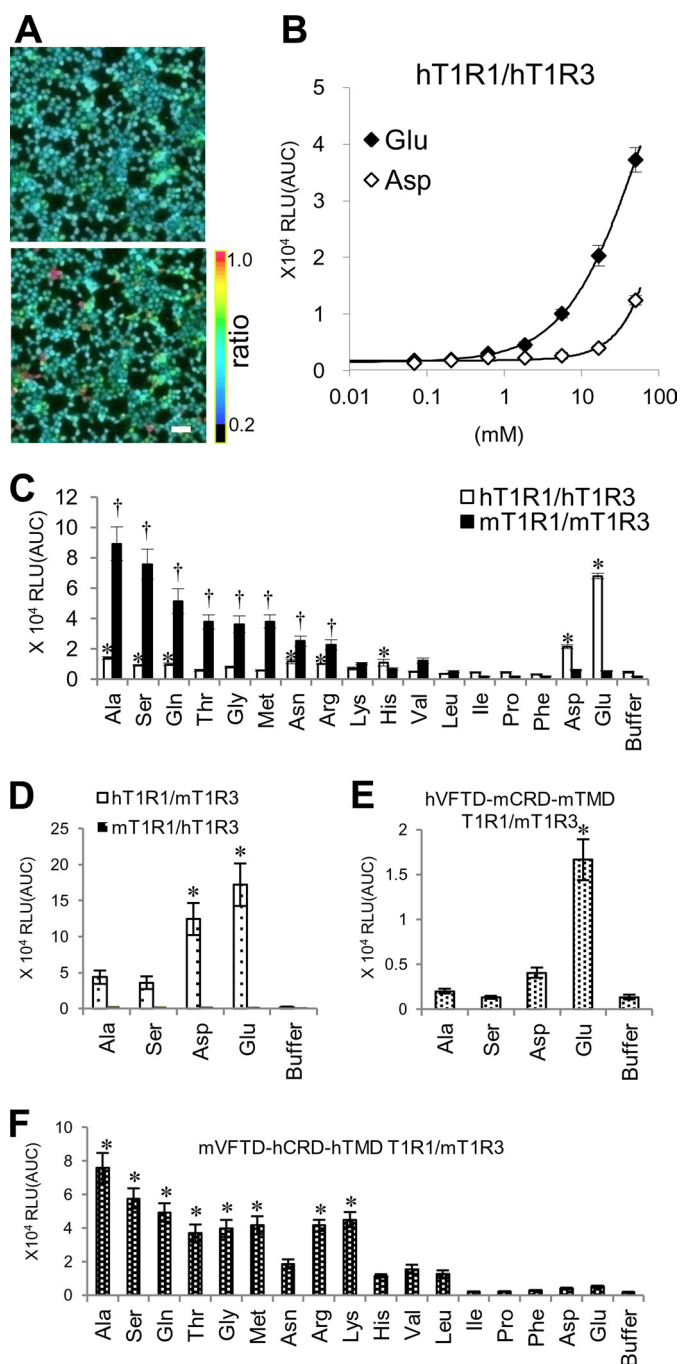 A
1.0
ratio
0.2
B
hT1R1/hT1R3
X10⁴ RLU(AUC)
5
4
3
2
1
0
Glu
Asp
0.01 0.1 1 10 100
(mM)
C
X 10⁴ RLU(AUC)
12
10
8
6
4
2
0
hT1R1/hT1R3
mT1R1/mT1R3
* † * † * † † † † * † * † * * *
Ala Ser Gln Thr Gly Met Asn Arg Lys His Val Leu Ile Pro Phe Asp Glu Buffer
D
hT1R1/mT1R3
mT1R1/hT1R3
X 10⁴ RLU(AUC)
25
20
15
10
5
0
* *
Ala Ser Asp Glu Buffer
E
hVFTD-mCRD-mTMD
T1R1/mT1R3
*
X 10⁴ RLU(AUC)
2
1.5
1
0.5
0
Ala Ser Asp Glu Buffer
F
mVFTD-hCRD-hTMD T1R1/mT1R3
X10⁴ RLU(AUC)
10
8
6
4
2
0
* * * * * * * *
Ala Ser Gln Thr Gly Met Asn Arg Lys His Val Leu Ile Pro Phe Asp Glu Buffer